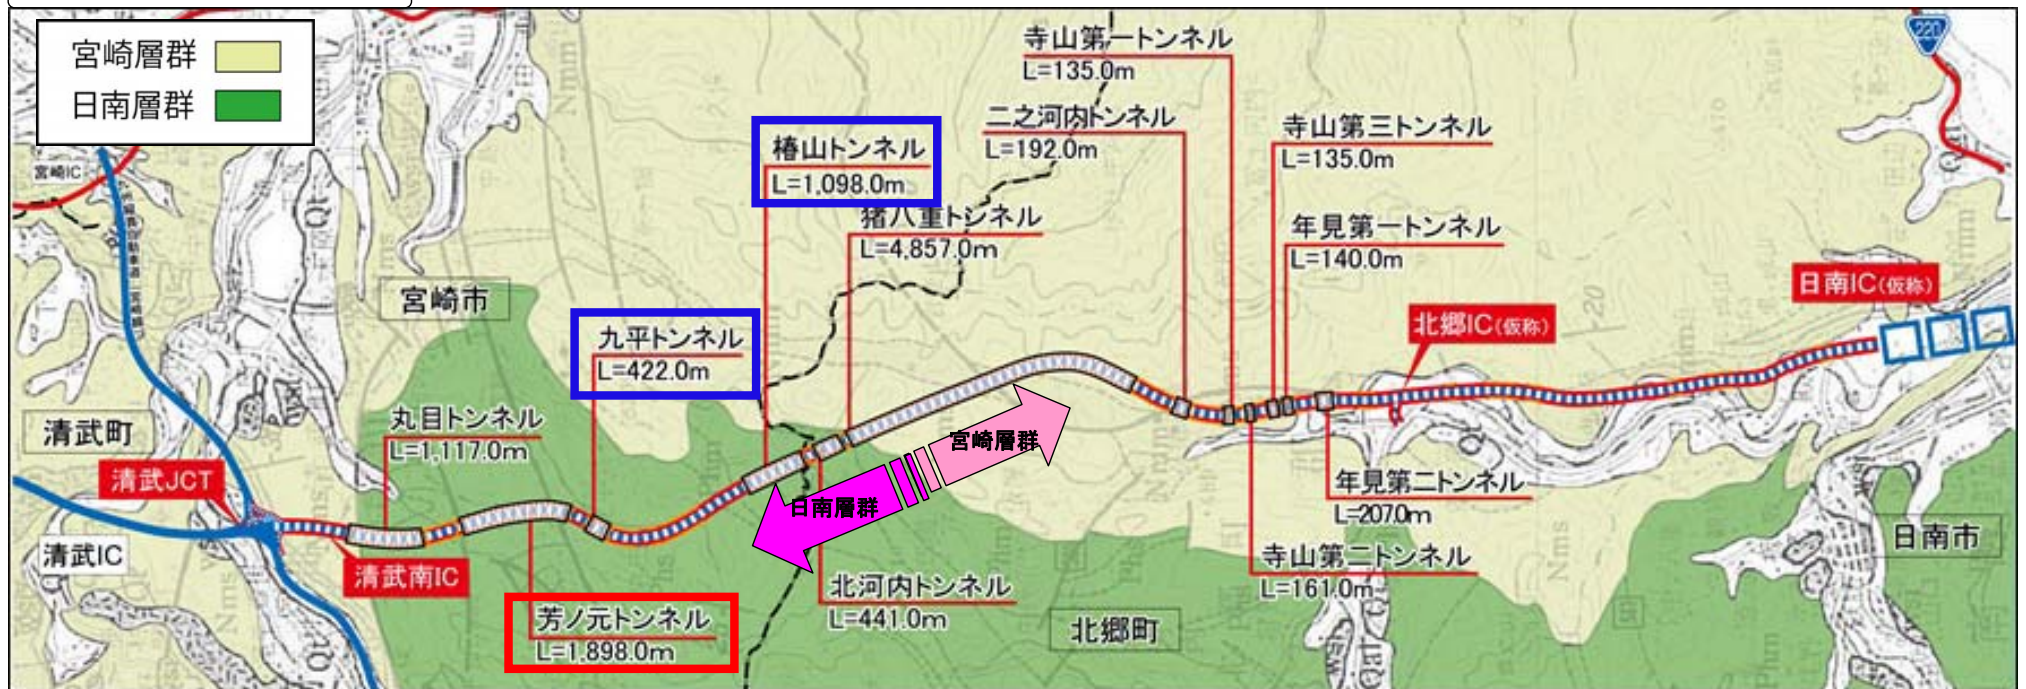 宮崎層群
日南層群
宮崎IC
220
寺山第一トンネル
L=135.0m
二之河内トンネル
L=192.0m
寺山第三トンネル
L=135.0m
椿山トンネル
L=1,098.0m
猪八重トンネル
L=4,857.0m
年見第一トンネル
L=140.0m
日南IC(仮称)
宮崎市
北郷IC(仮称)
九平トンネル
L=422.0m
清武町
丸目トンネル
L=1,117.0m
宮崎層群
清武JCT
日南層群
年見第二トンネル
L=207.0m
日南市
清武IC
清武南IC
寺山第二トンネル
L=161.0m
北河内トンネル
L=441.0m
芳ノ元トンネル
L=1,898.0m
北郷町
Nmm
Nms
Nms
Qaf
20